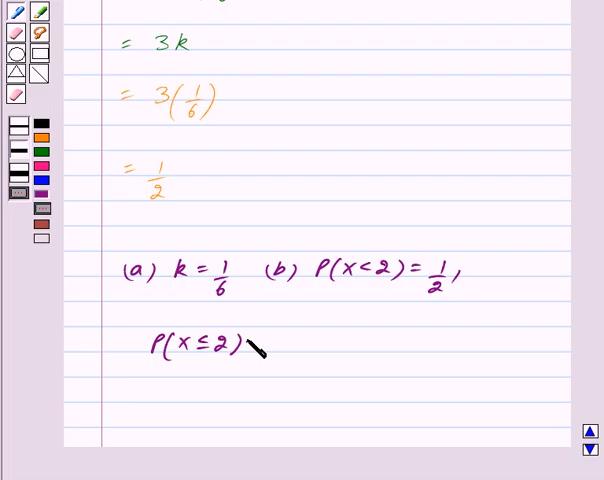 = 3k
= 3(1/6)
= 1/2
(a) k = 1/6 (b) P(X < 2) = 1/2,
P(X ≤ 2)